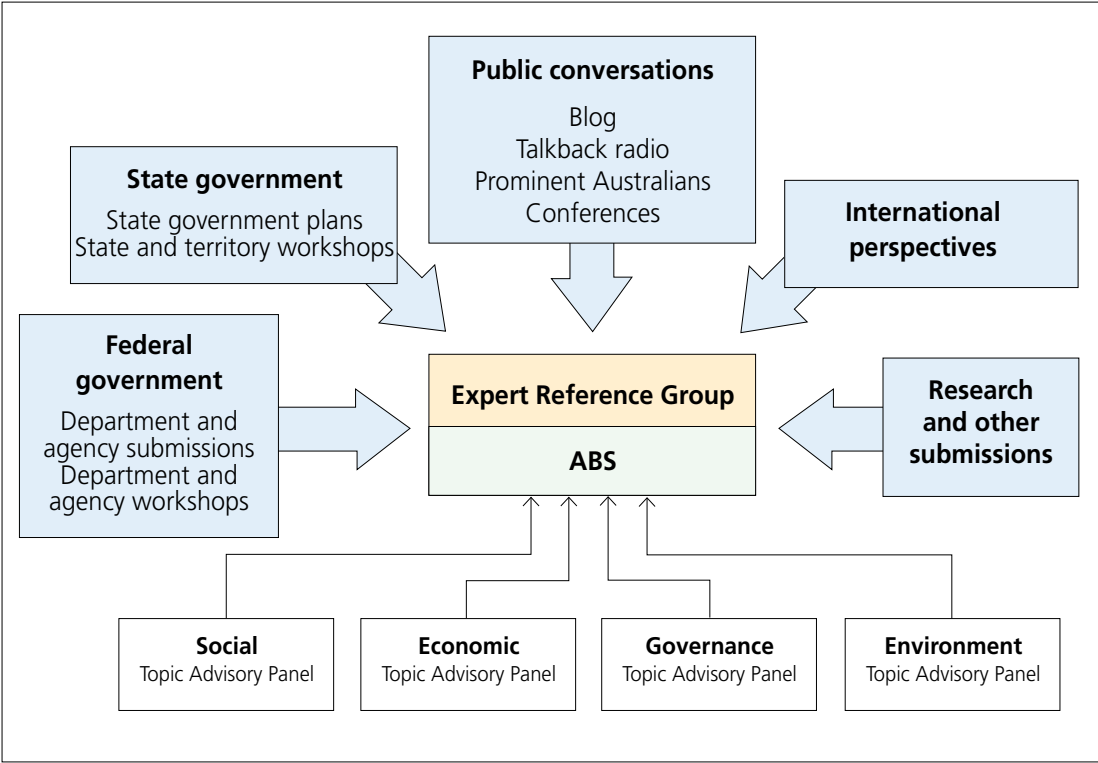 Public conversations
Blog
Talkback radio
Prominent Australians
Conferences
State government
State government plans
State and territory workshops
International
perspectives
Federal
government
Department and
agency submissions
Department and
agency workshops
Expert Reference Group
ABS
Research
and other
submissions
Social
Topic Advisory Panel
Economic
Topic Advisory Panel
Governance
Topic Advisory Panel
Environment
Topic Advisory Panel